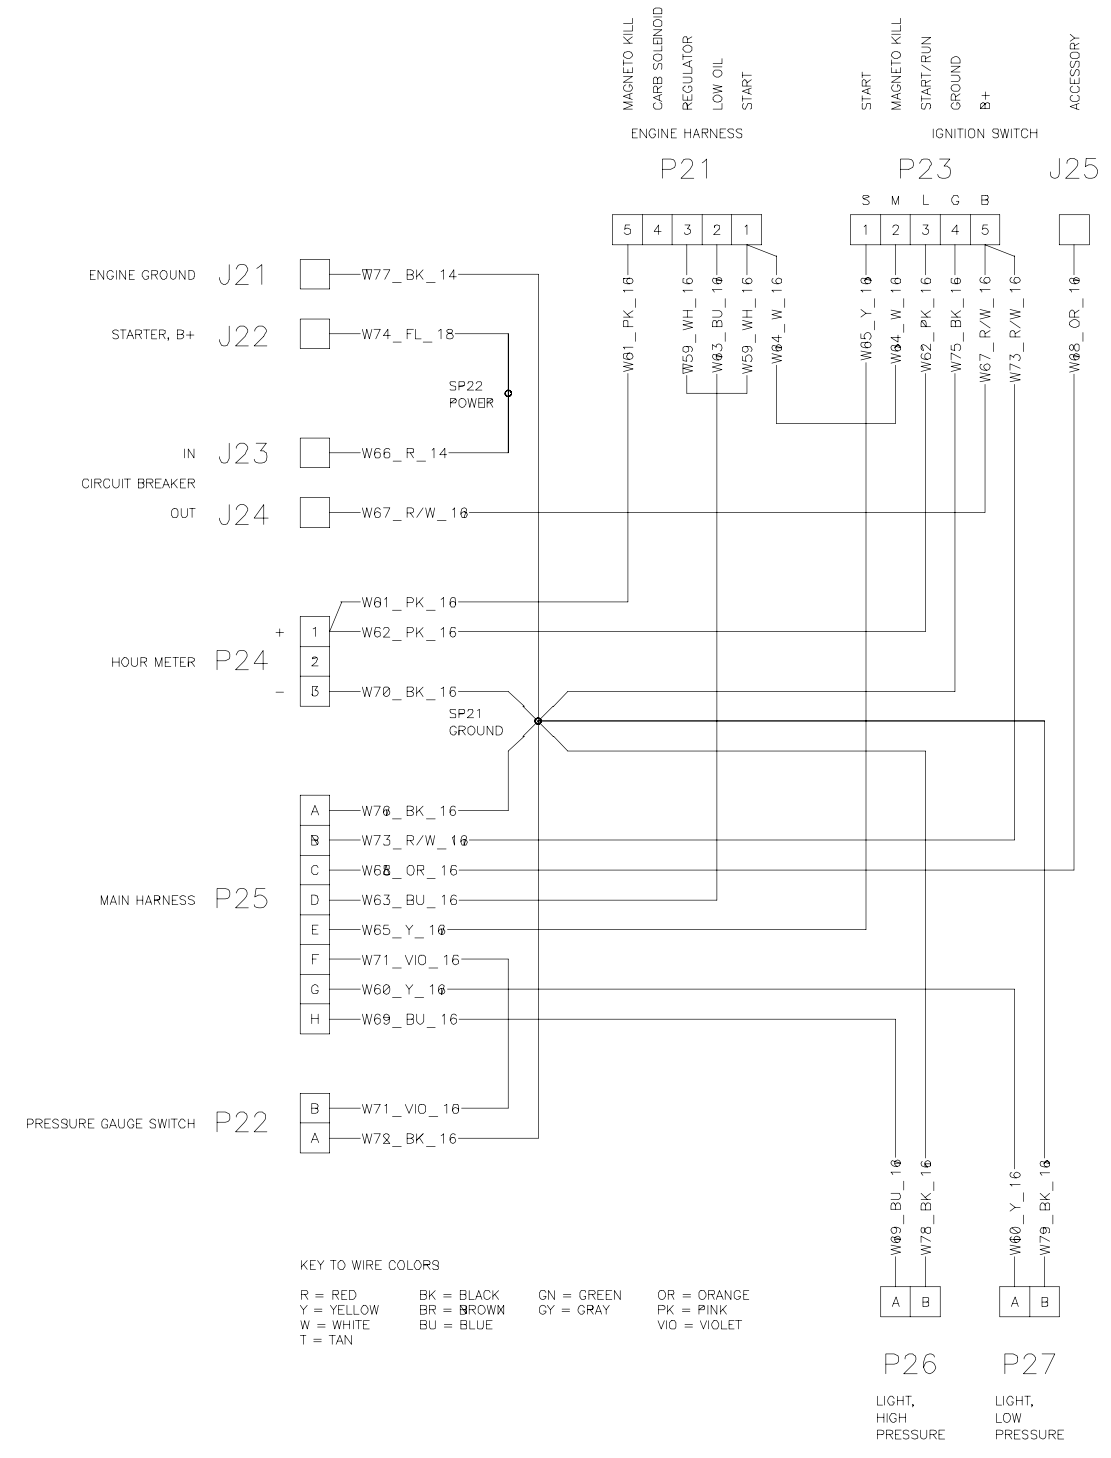 MAGNETO KILL
CARB SOLENOID
REGULATOR
LOW OIL
START
START
MAGNETO KILL
START/RUN
GROUND
B+
ACCESSORY
ENGINE HARNESS
IGNITION SWITCH
P21
P23
J25
S M L G B
5 4 3 2 1
1 2 3 4 5
W61_PK_16
W59_WH_16
W63_BU_16
W59_WH_16
W64_W_16
W65_Y_16
W64_W_16
W62_PK_16
W75_BK_16
W67_R/W_16
W73_R/W_16
W68_OR_16
ENGINE GROUND J21 W77_BK_14
STARTER, B+ J22 W74_FL_18
SP22
POWER
IN J23 W66_R_14
CIRCUIT BREAKER
OUT J24 W67_R/W_16
W61_PK_16
+ 1 W62_PK_16
HOUR METER P24 2
- 3 W70_BK_16
SP21
GROUND
A W76_BK_16
B W73_R/W_16
C W68_OR_16
MAIN HARNESS P25 D W63_BU_16
E W65_Y_16
F W71_VIO_16
G W60_Y_16
H W69_BU_16
B W71_VIO_16
PRESSURE GAUGE SWITCH P22
A W72_BK_16
W69_BU_16
W78_BK_16
W60_Y_16
W79_BK_16
KEY TO WIRE COLORS
R = RED BK = BLACK GN = GREEN OR = ORANGE
Y = YELLOW BR = BROWN GY = GRAY PK = PINK
W = WHITE BU = BLUE VIO = VIOLET
T = TAN
A B A B
P26 P27
LIGHT, LIGHT,
HIGH LOW
PRESSURE PRESSURE